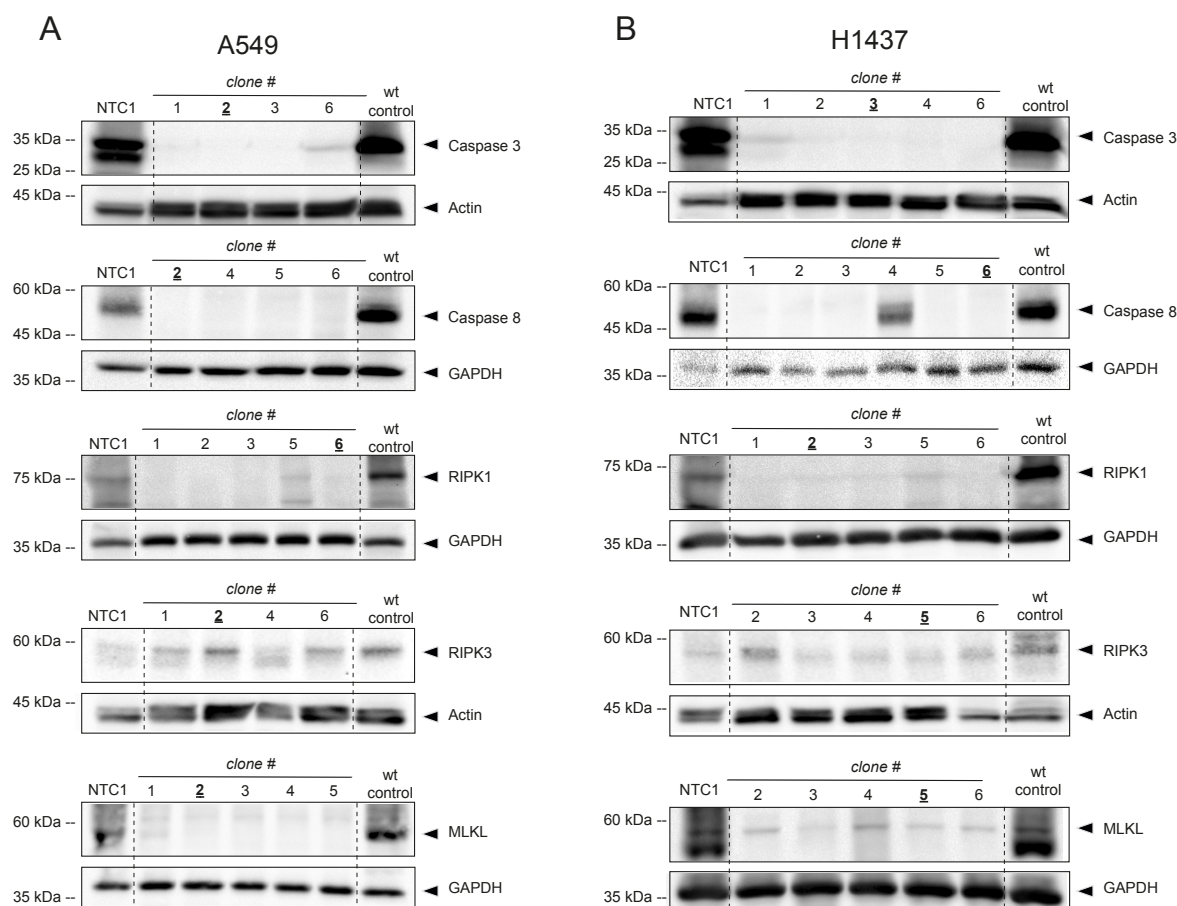 A
A549
clone #
NTC1 1 2 3 6 wt control
35 kDa --
25 kDa --
Caspase 3
45 kDa --
Actin
clone #
NTC1 2 4 5 6 wt control
60 kDa --
45 kDa --
Caspase 8
35 kDa --
GAPDH
clone #
NTC1 1 2 3 5 6 wt control
75 kDa --
RIPK1
35 kDa --
GAPDH
clone #
NTC1 1 2 4 6 wt control
60 kDa --
RIPK3
45 kDa --
Actin
clone #
NTC1 1 2 3 4 5 wt control
60 kDa --
MLKL
35 kDa --
GAPDH
B
H1437
clone #
NTC1 1 2 3 4 6 wt control
35 kDa --
25 kDa --
Caspase 3
45 kDa --
Actin
clone #
NTC1 1 2 3 4 5 6 wt control
60 kDa --
45 kDa --
Caspase 8
35 kDa --
GAPDH
clone #
NTC1 1 2 3 5 6 wt control
75 kDa --
RIPK1
35 kDa --
GAPDH
clone #
NTC1 2 3 4 5 6 wt control
60 kDa --
RIPK3
45 kDa --
Actin
clone #
NTC1 2 3 4 5 6 wt control
60 kDa --
MLKL
35 kDa --
GAPDH